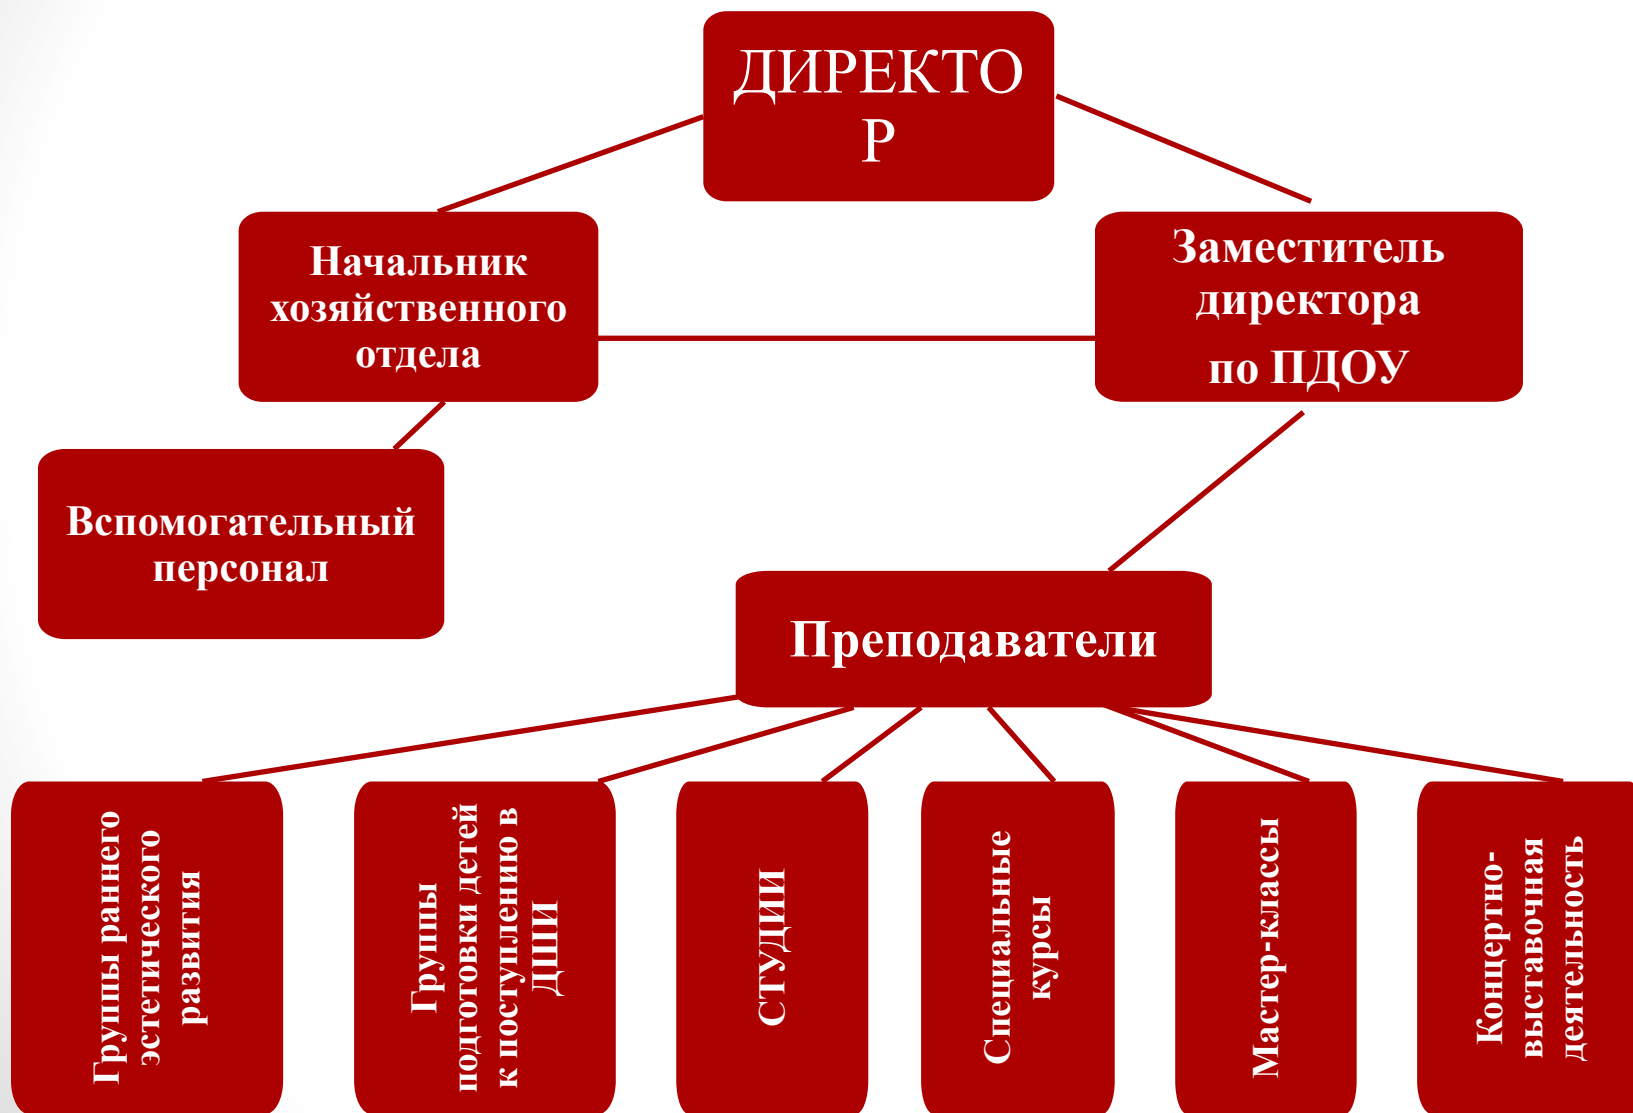 ДИРЕКТО
Р
Начальник
хозяйственного
отдела
Заместитель
директора
по ПДОУ
Вспомогательный
персонал
Преподаватели
Группы раннего
эстетического
развития
Группы
подготовки детей
к поступлению в
ДШИ
СТУДИИ
Специальные
курсы
Мастер-классы
Концертно-
выставочная
деятельность